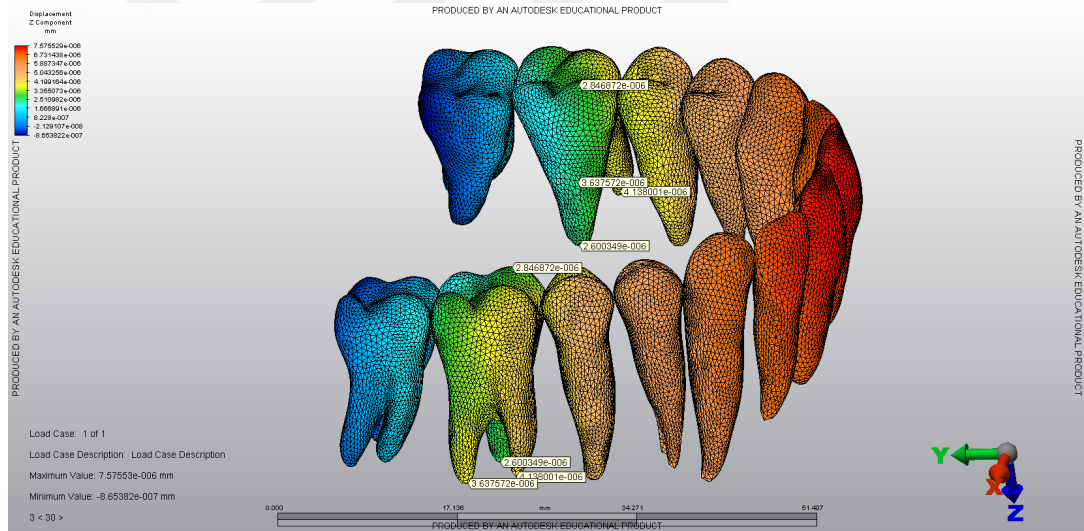 PRODUCED BY AN AUTODESK EDUCATIONAL PRODUCT
Displacement
Z Component
mm
7.575529e-006
6.731438e-006
5.887347e-006
5.043256e-006
4.199164e-006
3.355073e-006
2.510982e-006
1.666891e-006
8.228e-007
-2.129107e-008
-8.653822e-007
PRODUCED BY AN AUTODESK EDUCATIONAL PRODUCT
PRODUCED BY AN AUTODESK EDUCATIONAL PRODUCT
2.846872e-006
3.637572e-006
4.138001e-006
2.600349e-006
2.846872e-006
2.600349e-006
4.138001e-006
3.637572e-006
Load Case: 1 of 1
Load Case Description: Load Case Description
Maximum Value: 7.57553e-006 mm
Minimum Value: -8.65382e-007 mm
3 < 30 >
0.000 17.136 mm 34.271 51.407
PRODUCED BY AN AUTODESK EDUCATIONAL PRODUCT
Y
X
Z